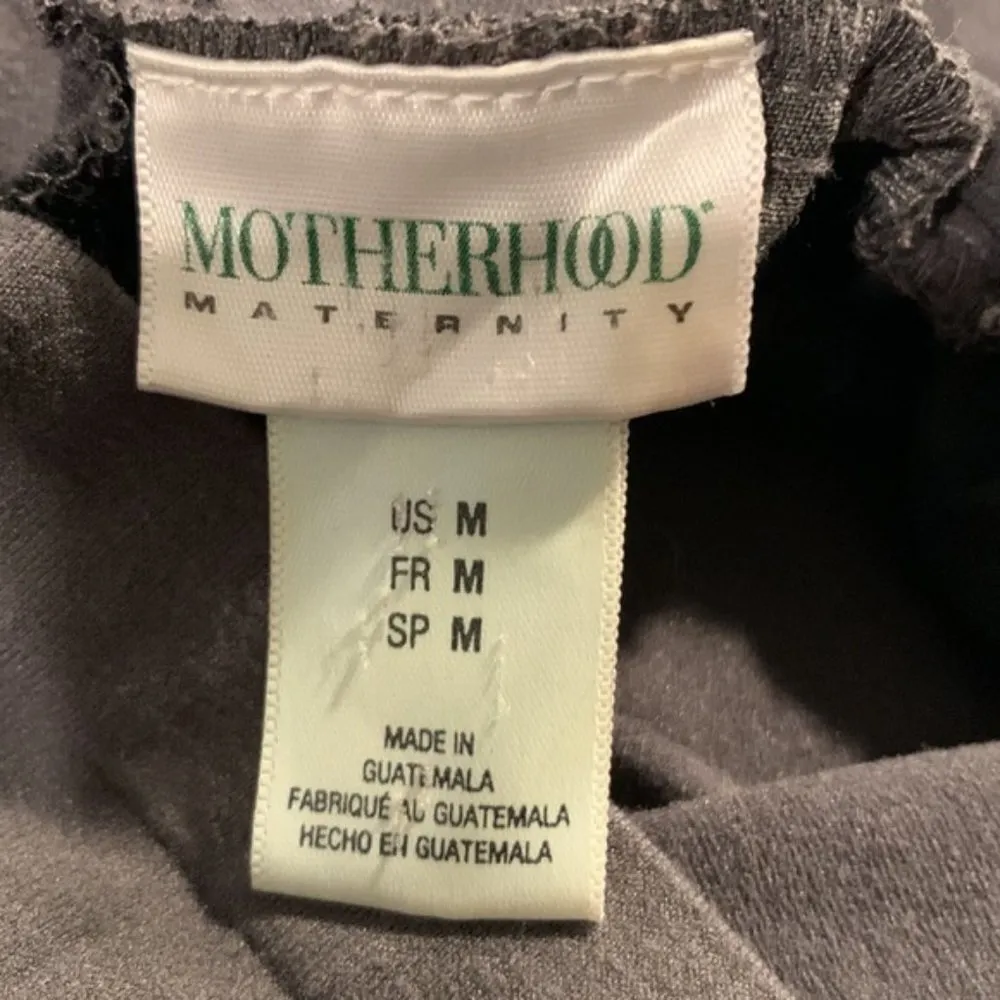 MOTHERHOOD
MATERNITY
US M
FR M
SP M
MADE IN
GUATEMALA
FABRIQUÉ AU GUATEMALA
HECHO EN GUATEMALA